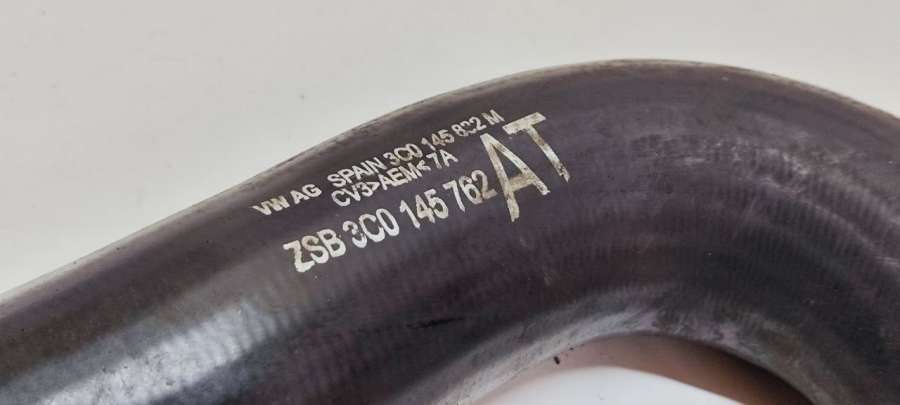 VW AG SPAIN 3C0 145 832 M
CV3>AEM<7A
ZSB 3C0 145 762 AT